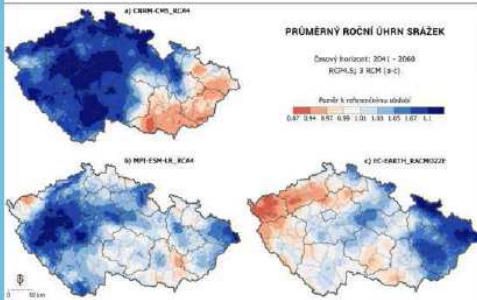 a) CNRM-CM5_RCA4
PRŮMĚRNÝ ROČNÍ ÚHRN SRÁŽEK
Časový horizont: 2041 - 2060
RCP4.5; 3 RCM (a-c)
Poměr k referenčnímu období
0.87 0.94 0.97 0.99 1.01 1.03 1.05 1.07 1.1
b) MPI-ESM-LR_RCA4
c) EC-EARTH_RACMO22E
0 50 km